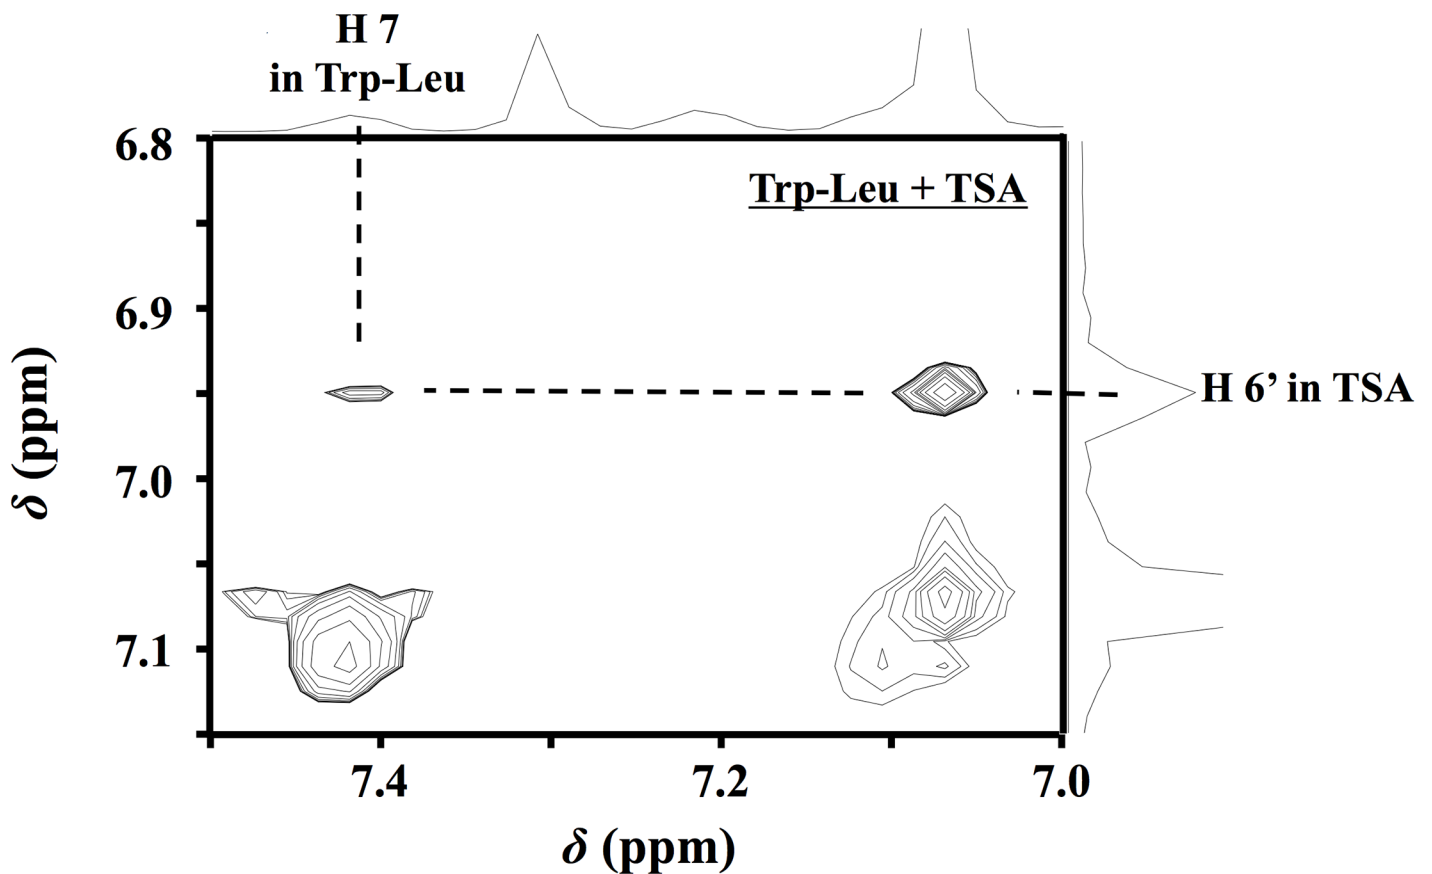 H 7
in Trp-Leu
6.8
Trp-Leu + TSA
6.9
H 6’ in TSA
7.0
7.1
δ (ppm)
7.4
7.2
7.0
δ (ppm)